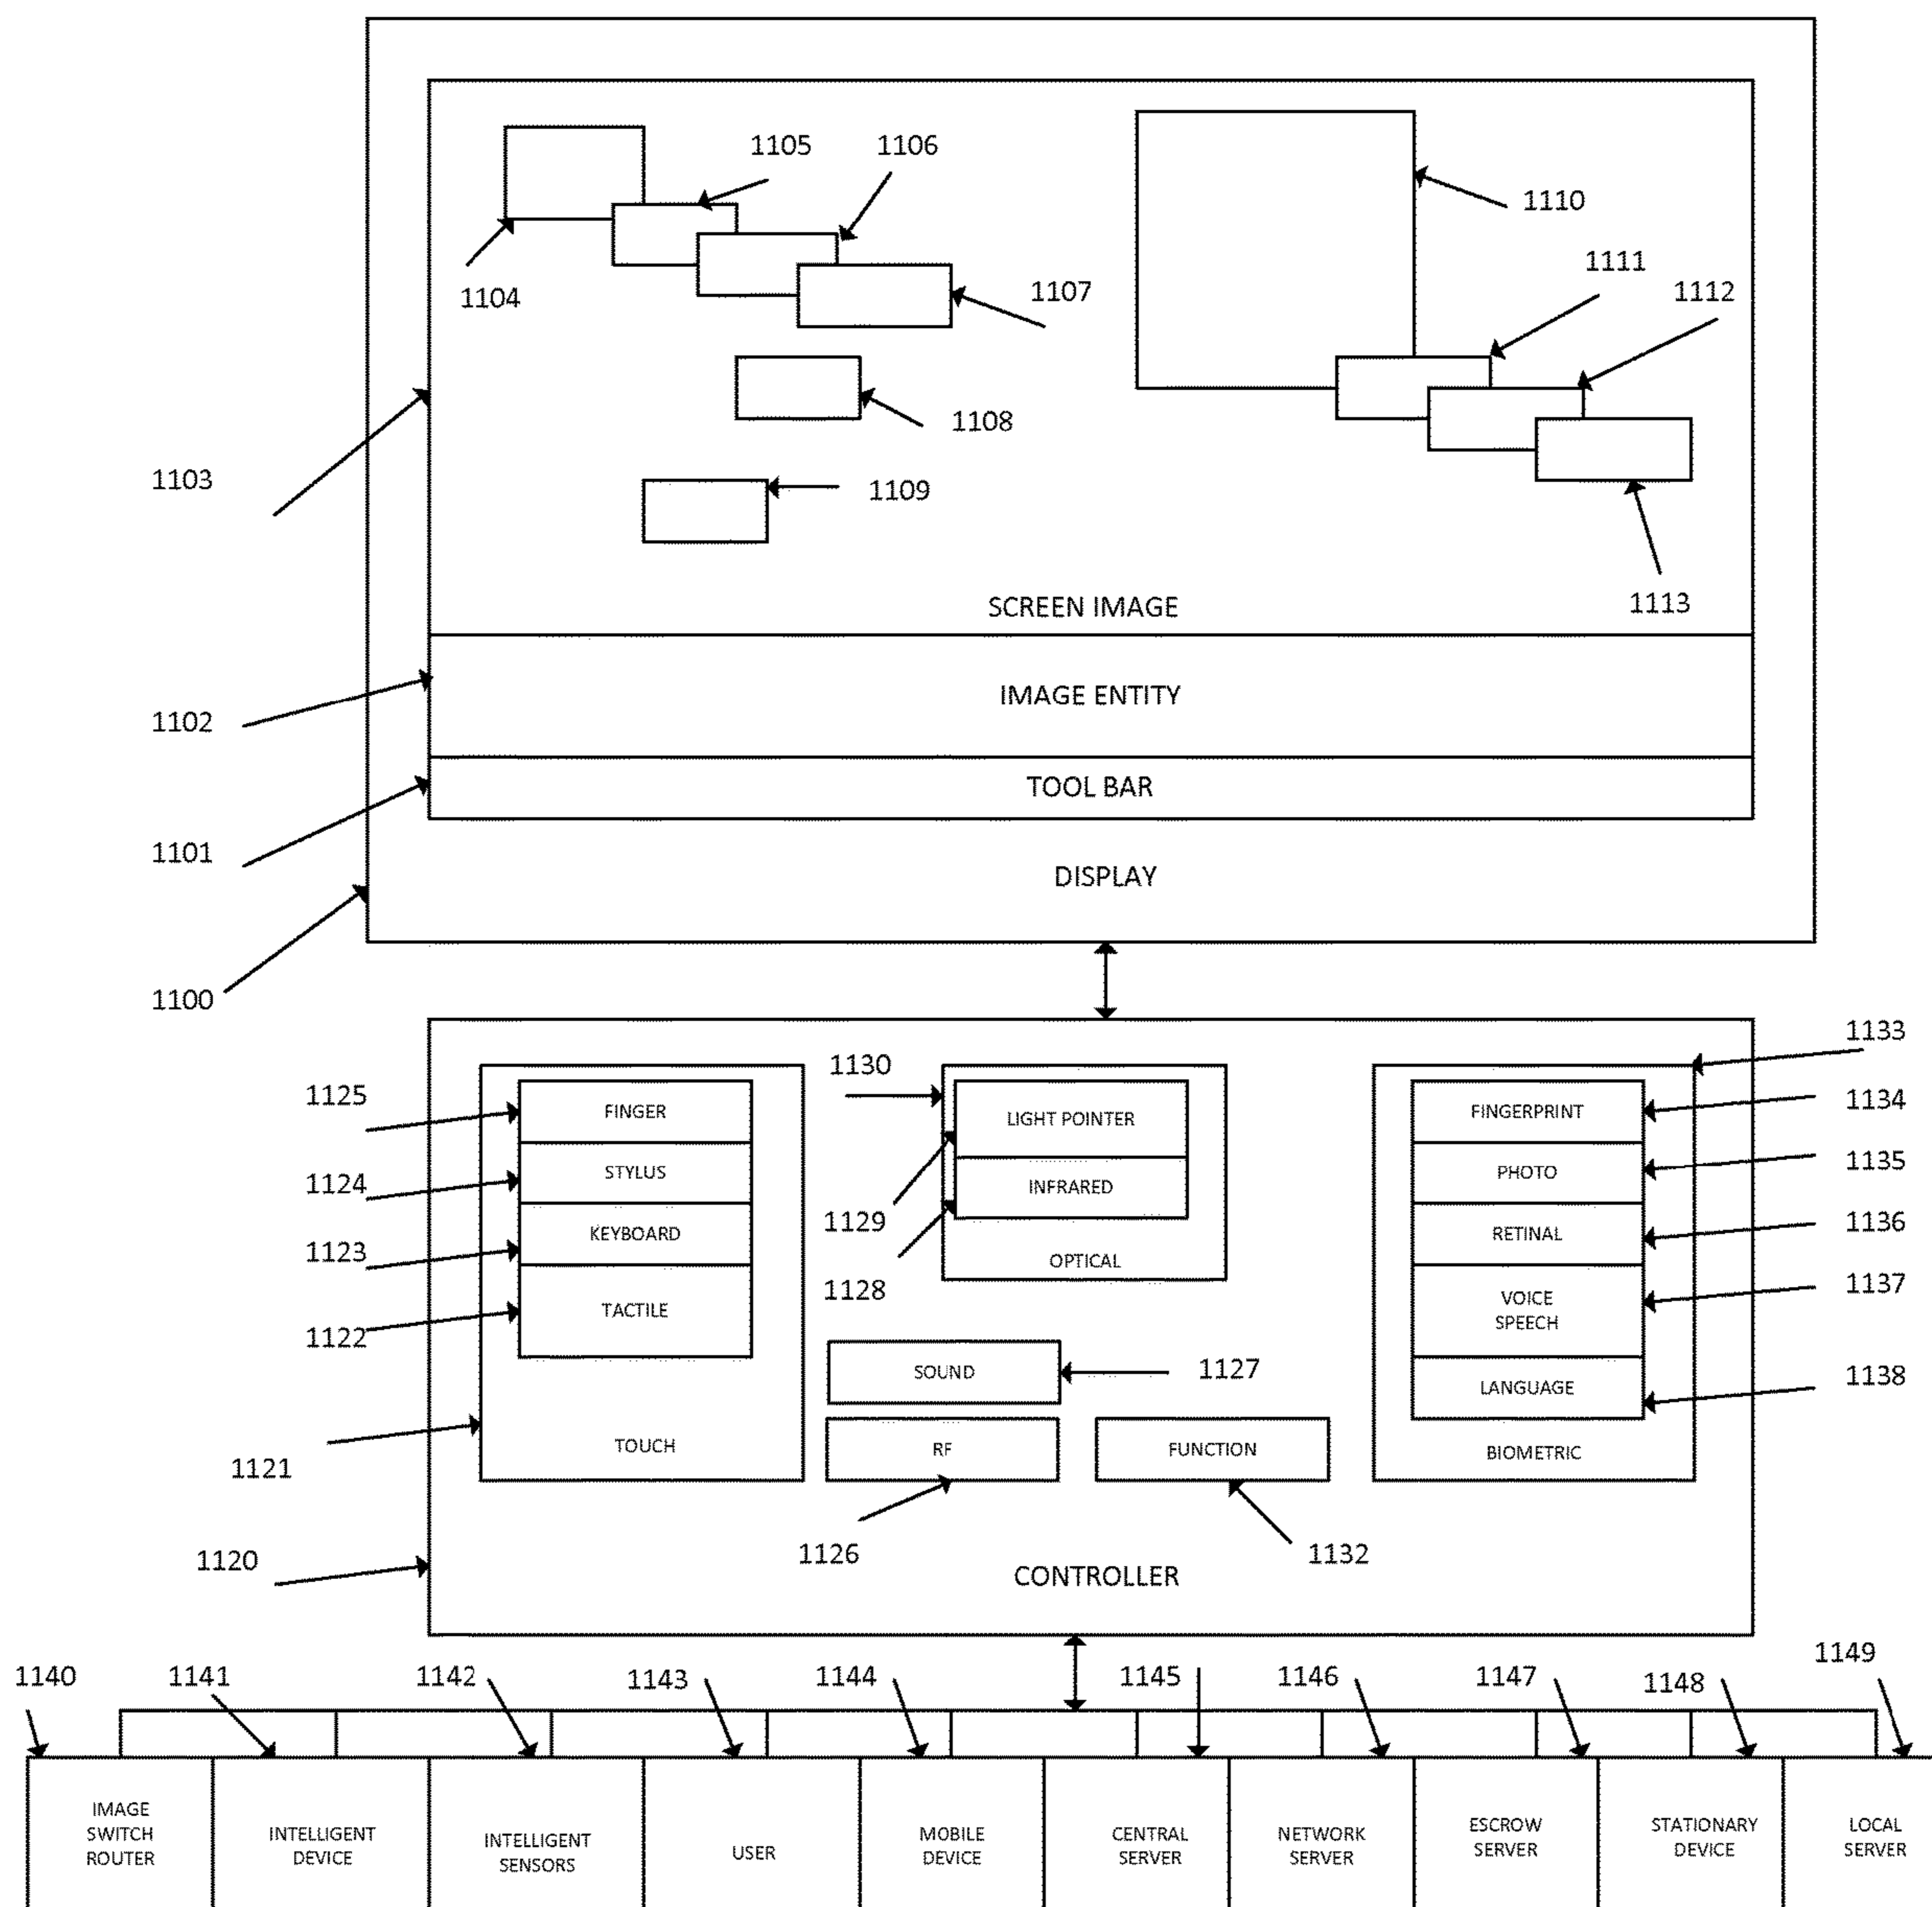 1105 1106
1110
1104
1107
1111
1112
1108
1103
1109
SCREEN IMAGE
1113
IMAGE ENTITY
1102
TOOL BAR
1101
DISPLAY
1100
1133
1130
1125
FINGER
LIGHT POINTER
FINGERPRINT
1134
1124
STYLUS
PHOTO
1135
INFRARED
1129
1123
KEYBOARD
RETINAL
1136
OPTICAL
1128
1122
TACTILE
VOICE
SPEECH
1137
SOUND
1127
LANGUAGE
1138
TOUCH
RF
FUNCTION
BIOMETRIC
1121
1126
1132
1120
CONTROLLER
1140 1141 1142 1143 1144 1145 1146 1147 1148 1149
IMAGE
SWITCH
ROUTER
INTELLIGENT
DEVICE
INTELLIGENT
SENSORS
USER
MOBILE
DEVICE
CENTRAL
SERVER
NETWORK
SERVER
ESCROW
SERVER
STATIONARY
DEVICE
LOCAL
SERVER